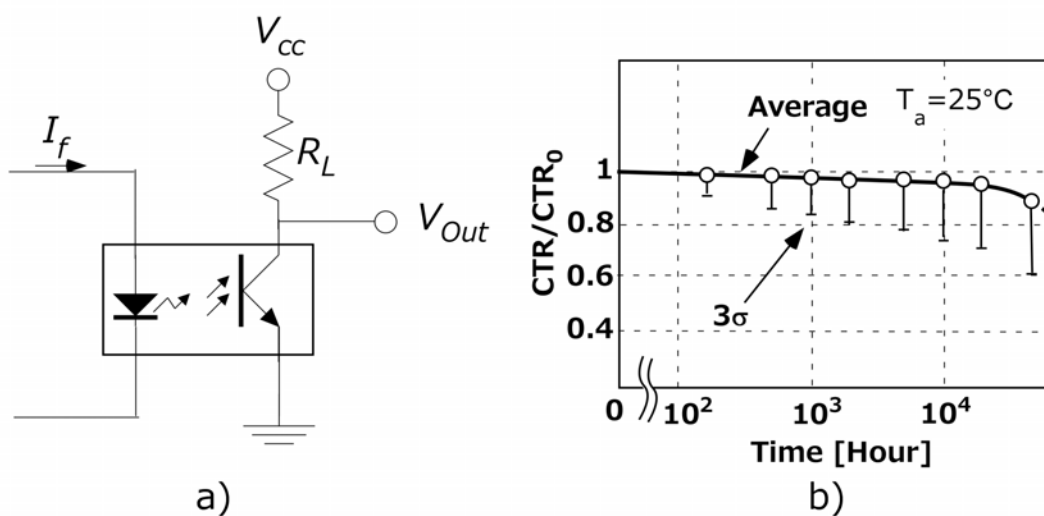 V_cc
I_f
R_L
V_Out
a)
Average
T_a=25°C
CTR/CTR_0
1
0.8
0.6
0.4
3σ
0
10^2
10^3
10^4
Time [Hour]
b)